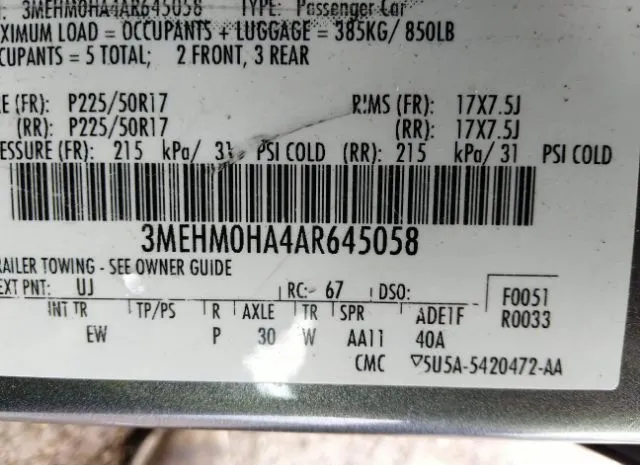 3MEHM0HA4AR645058 TYPE: Passenger Car
XIMUM LOAD = OCCUPANTS + LUGGAGE = 385KG/ 850LB
CUPANTS = 5 TOTAL; 2 FRONT, 3 REAR
E (FR): P225/50R17 RIMS (FR): 17X7.5J
(RR): P225/50R17 (RR): 17X7.5J
ESSURE (FR): 215 kPa/ 31 PSI COLD (RR): 215 kPa/ 31 PSI COLD
3MEHM0HA4AR645058
RAILER TOWING - SEE OWNER GUIDE
EXT PNT: UJ RC: 67 DSO: F0051
INT TR TP/PS R AXLE TR SPR ADE1F R0033
EW P 30 W AA11 40A
CMC ▽5U5A-5420472-AA